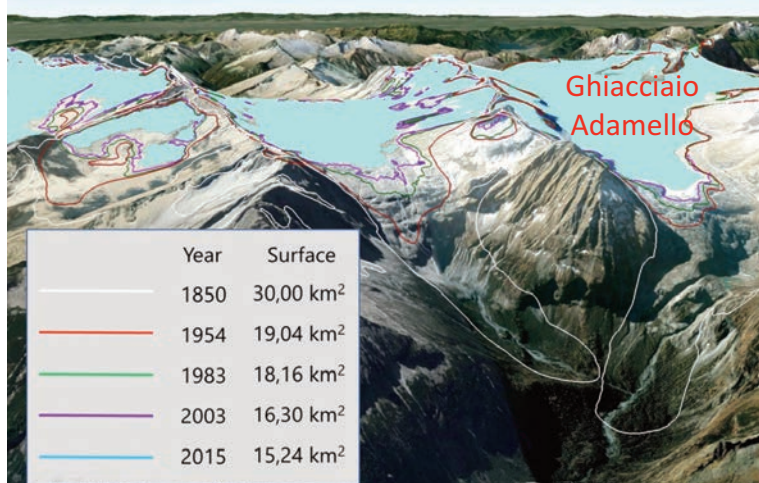 Ghiacciaio
Adamello
Year Surface
1850 30,00 km²
1954 19,04 km²
1983 18,16 km²
2003 16,30 km²
2015 15,24 km²